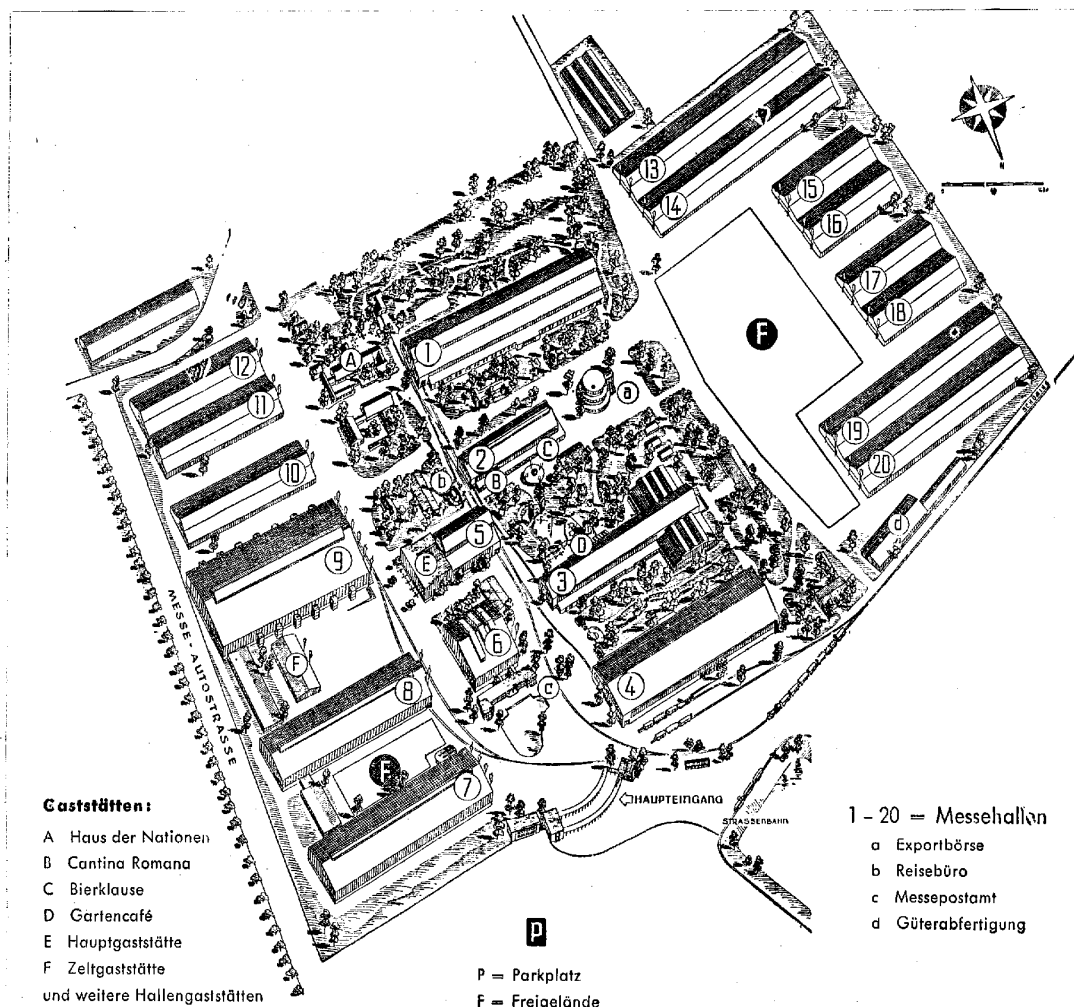 13
14
15
16
17
18
F
19
20
d
12
11
10
9
A
1
a
2
C
B
b
5
E
D
3
6
F
c
4
8
F
7
MESSE-AUTOSTRASSE
HAUPTEINGANG
STRASSENBAHN
Gaststätten:
A Haus der Nationen
B Cantina Romana
C Bierklause
D Gartencafé
E Hauptgaststätte
F Zeltgaststätte
und weitere Hallengaststätten
P
P = Parkplatz
F = Freigelände
1 – 20 = Messehallen
a Exportbörse
b Reisebüro
c Messepostamt
d Güterabfertigung